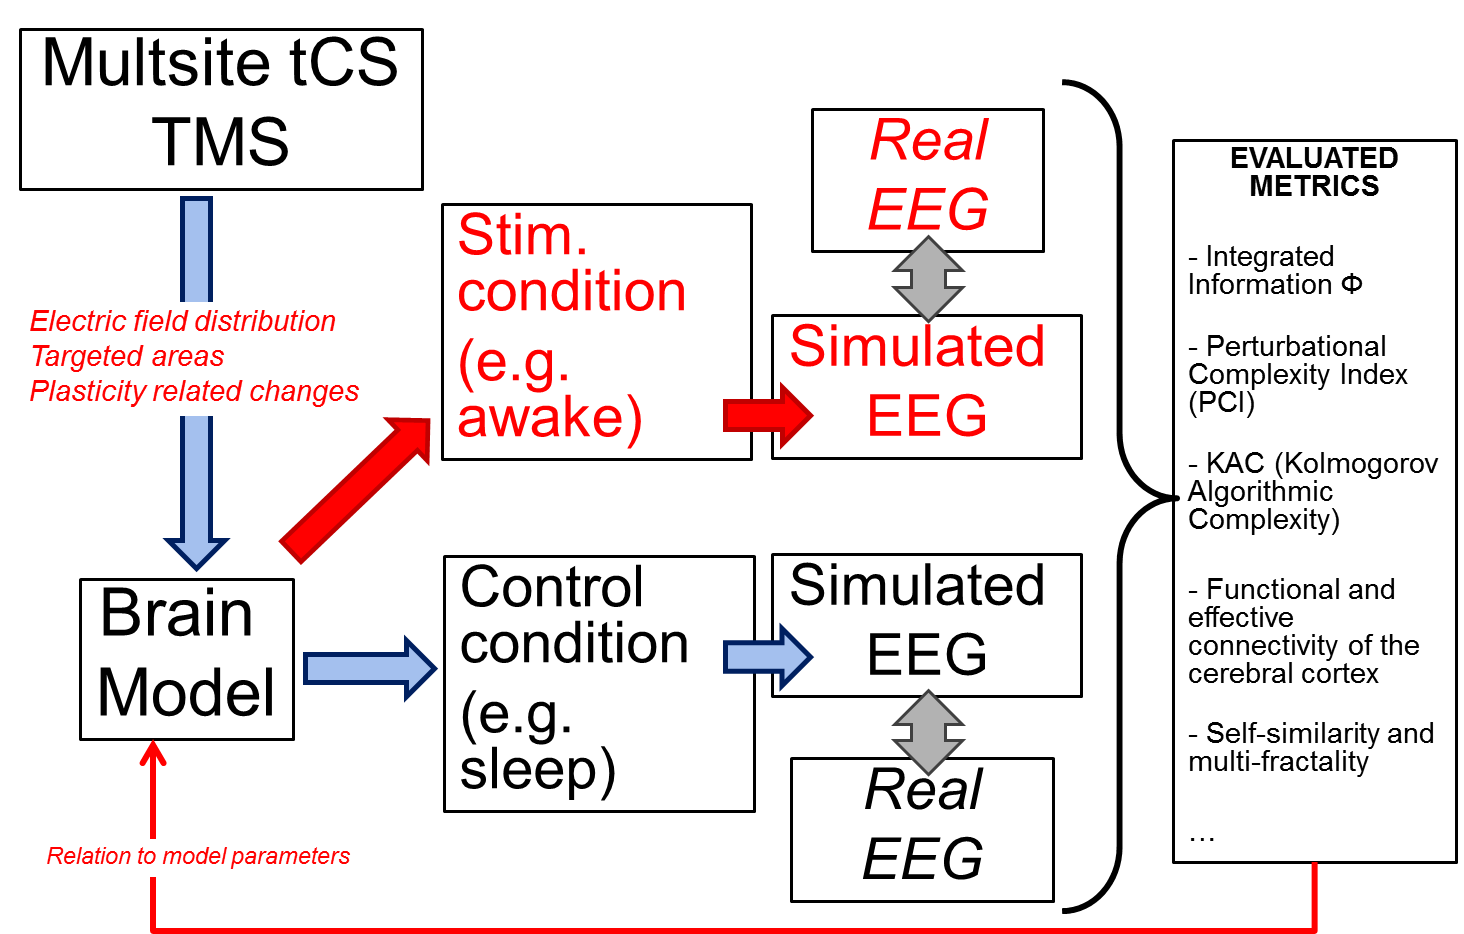 Multsite tCS
TMS
Electric field distribution
Targeted areas
Plasticity related changes
Brain
Model
Relation to model parameters
Stim.
condition
(e.g.
awake)
Real
EEG
Simulated
EEG
Control
condition
(e.g.
sleep)
Simulated
EEG
Real
EEG
EVALUATED
METRICS
- Integrated
Information Φ
- Perturbational
Complexity Index
(PCI)
- KAC (Kolmogorov
Algorithmic
Complexity)
- Functional and
effective
connectivity of the
cerebral cortex
- Self-similarity and
multi-fractality
...